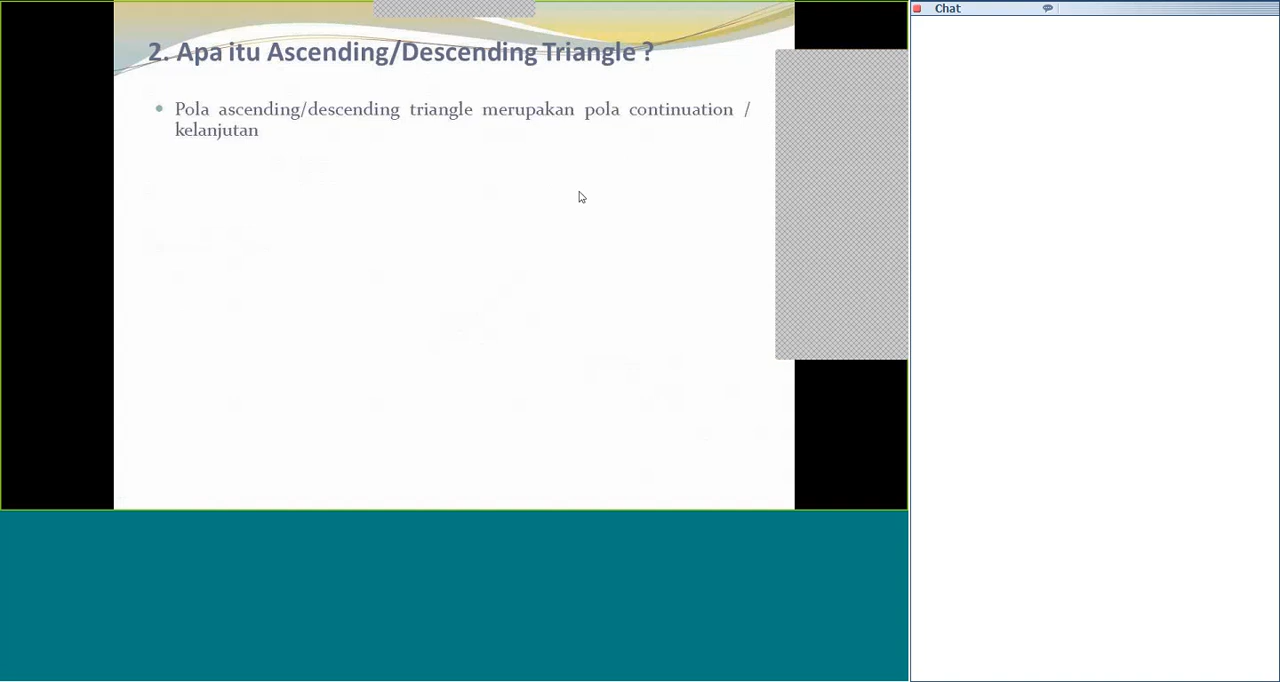 2. Apa itu Ascending/Descending Triangle ?
Pola ascending/descending triangle merupakan pola continuation /
kelanjutan
Chat